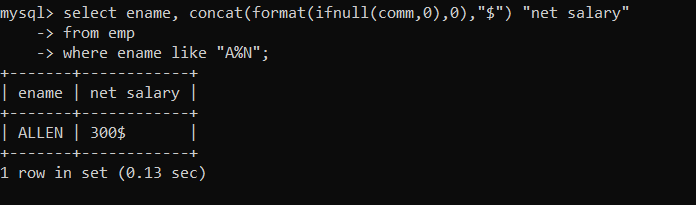 mysql> select ename, concat(format(ifnull(comm,0),0),"$") "net salary"
    -> from emp
    -> where ename like "A%N";
+-------+------------+
| ename | net salary |
+-------+------------+
| ALLEN | 300$       |
+-------+------------+
1 row in set (0.13 sec)